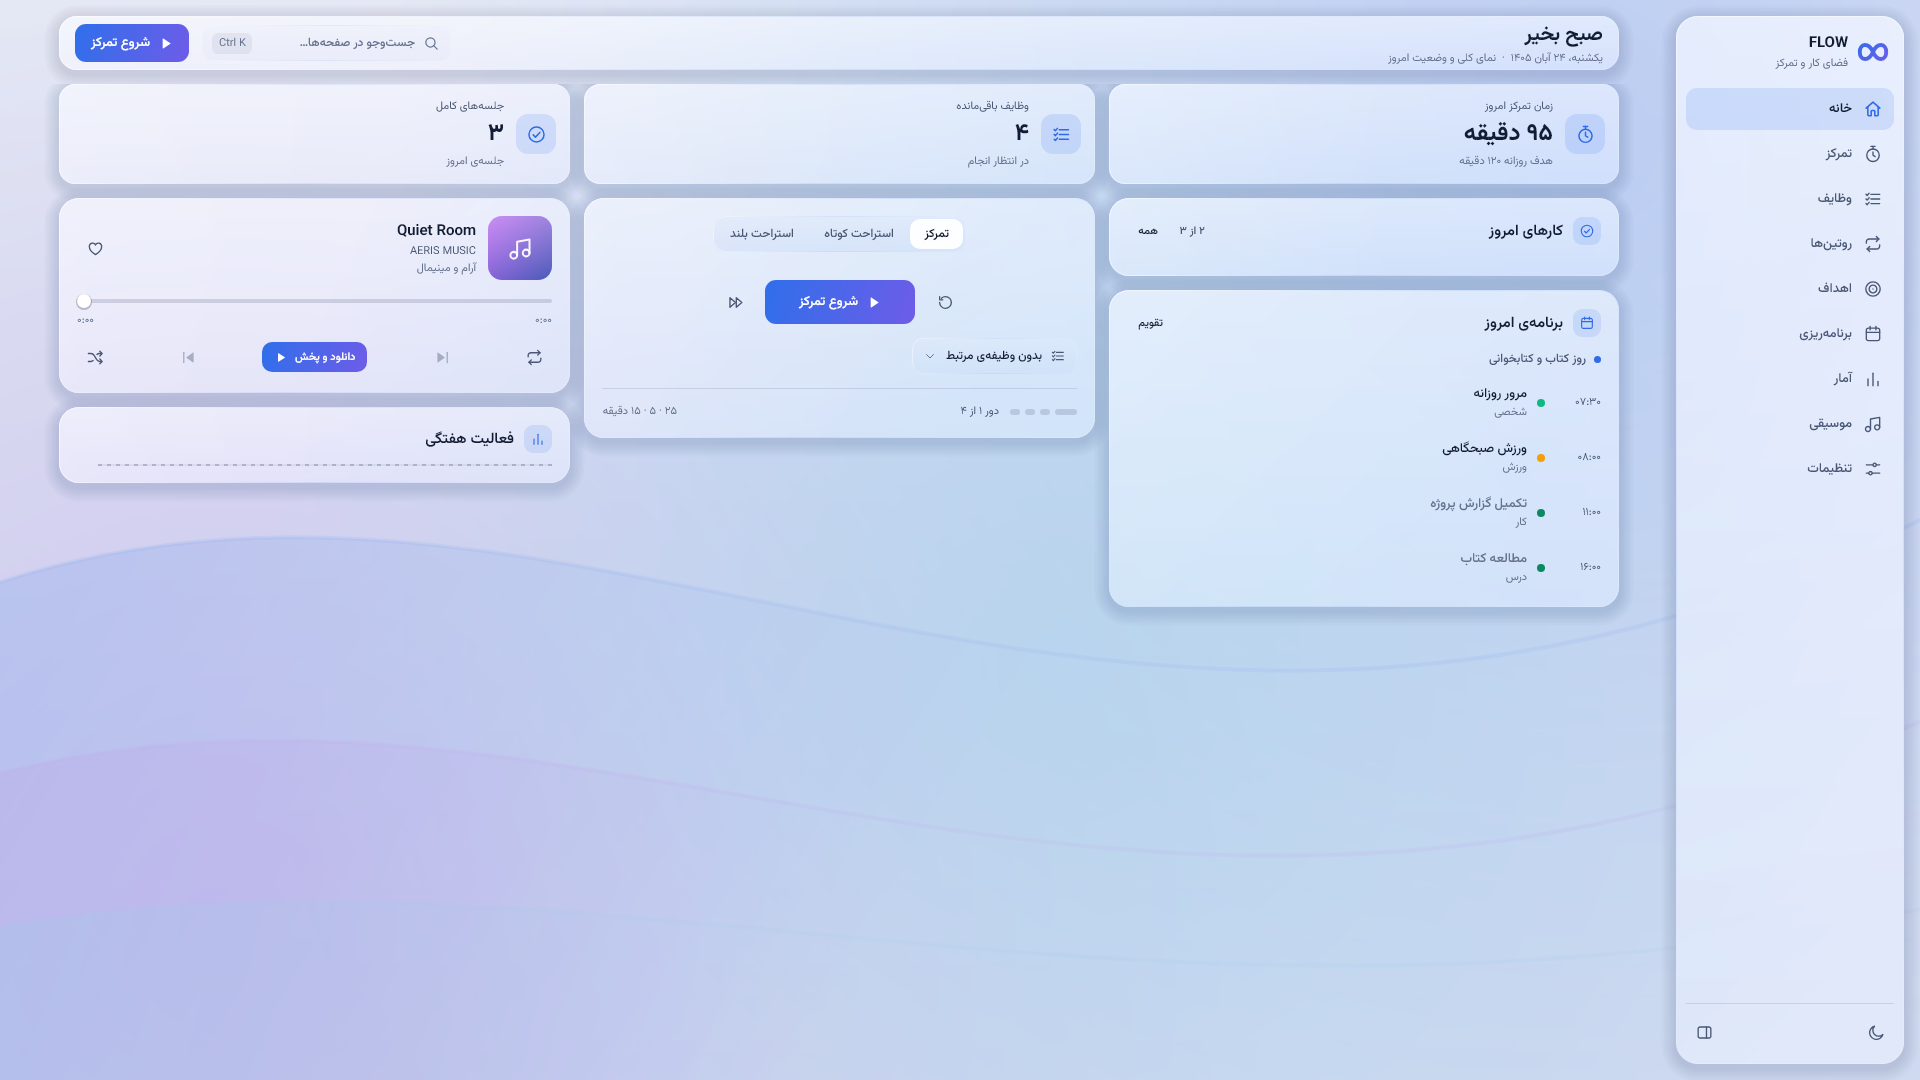 FLOW
فضای کار و تمرکز
خانه
تمرکز
وظایف
روتین‌ها
اهداف
برنامه‌ریزی
آمار
موسیقی
تنظیمات
صبح بخیر
یکشنبه، ۲۴ آبان ۱۴۰۵ · نمای کلی و وضعیت امروز
جست‌وجو در صفحه‌ها...
Ctrl K
شروع تمرکز
زمان تمرکز امروز
۹۵ دقیقه
هدف روزانه ۱۲۰ دقیقه
وظایف باقی‌مانده
۴
در انتظار انجام
جلسه‌های کامل
۳
جلسه‌ی امروز
کارهای امروز
۲ از ۳
همه
برنامه‌ی امروز
تقویم
روز کتاب و کتابخوانی
۰۷:۳۰
مرور روزانه
شخصی
۰۸:۰۰
ورزش صبحگاهی
ورزش
۱۱:۰۰
تکمیل گزارش پروژه
کار
۱۶:۰۰
مطالعه کتاب
درس
تمرکز
استراحت کوتاه
استراحت بلند
شروع تمرکز
بدون وظیفه‌ی مرتبط
دور ۱ از ۴
۲۵ · ۵ · ۱۵ دقیقه
Quiet Room
AERIS MUSIC
آرام و مینیمال
۰:۰۰
۰:۰۰
دانلود و پخش
فعالیت هفتگی